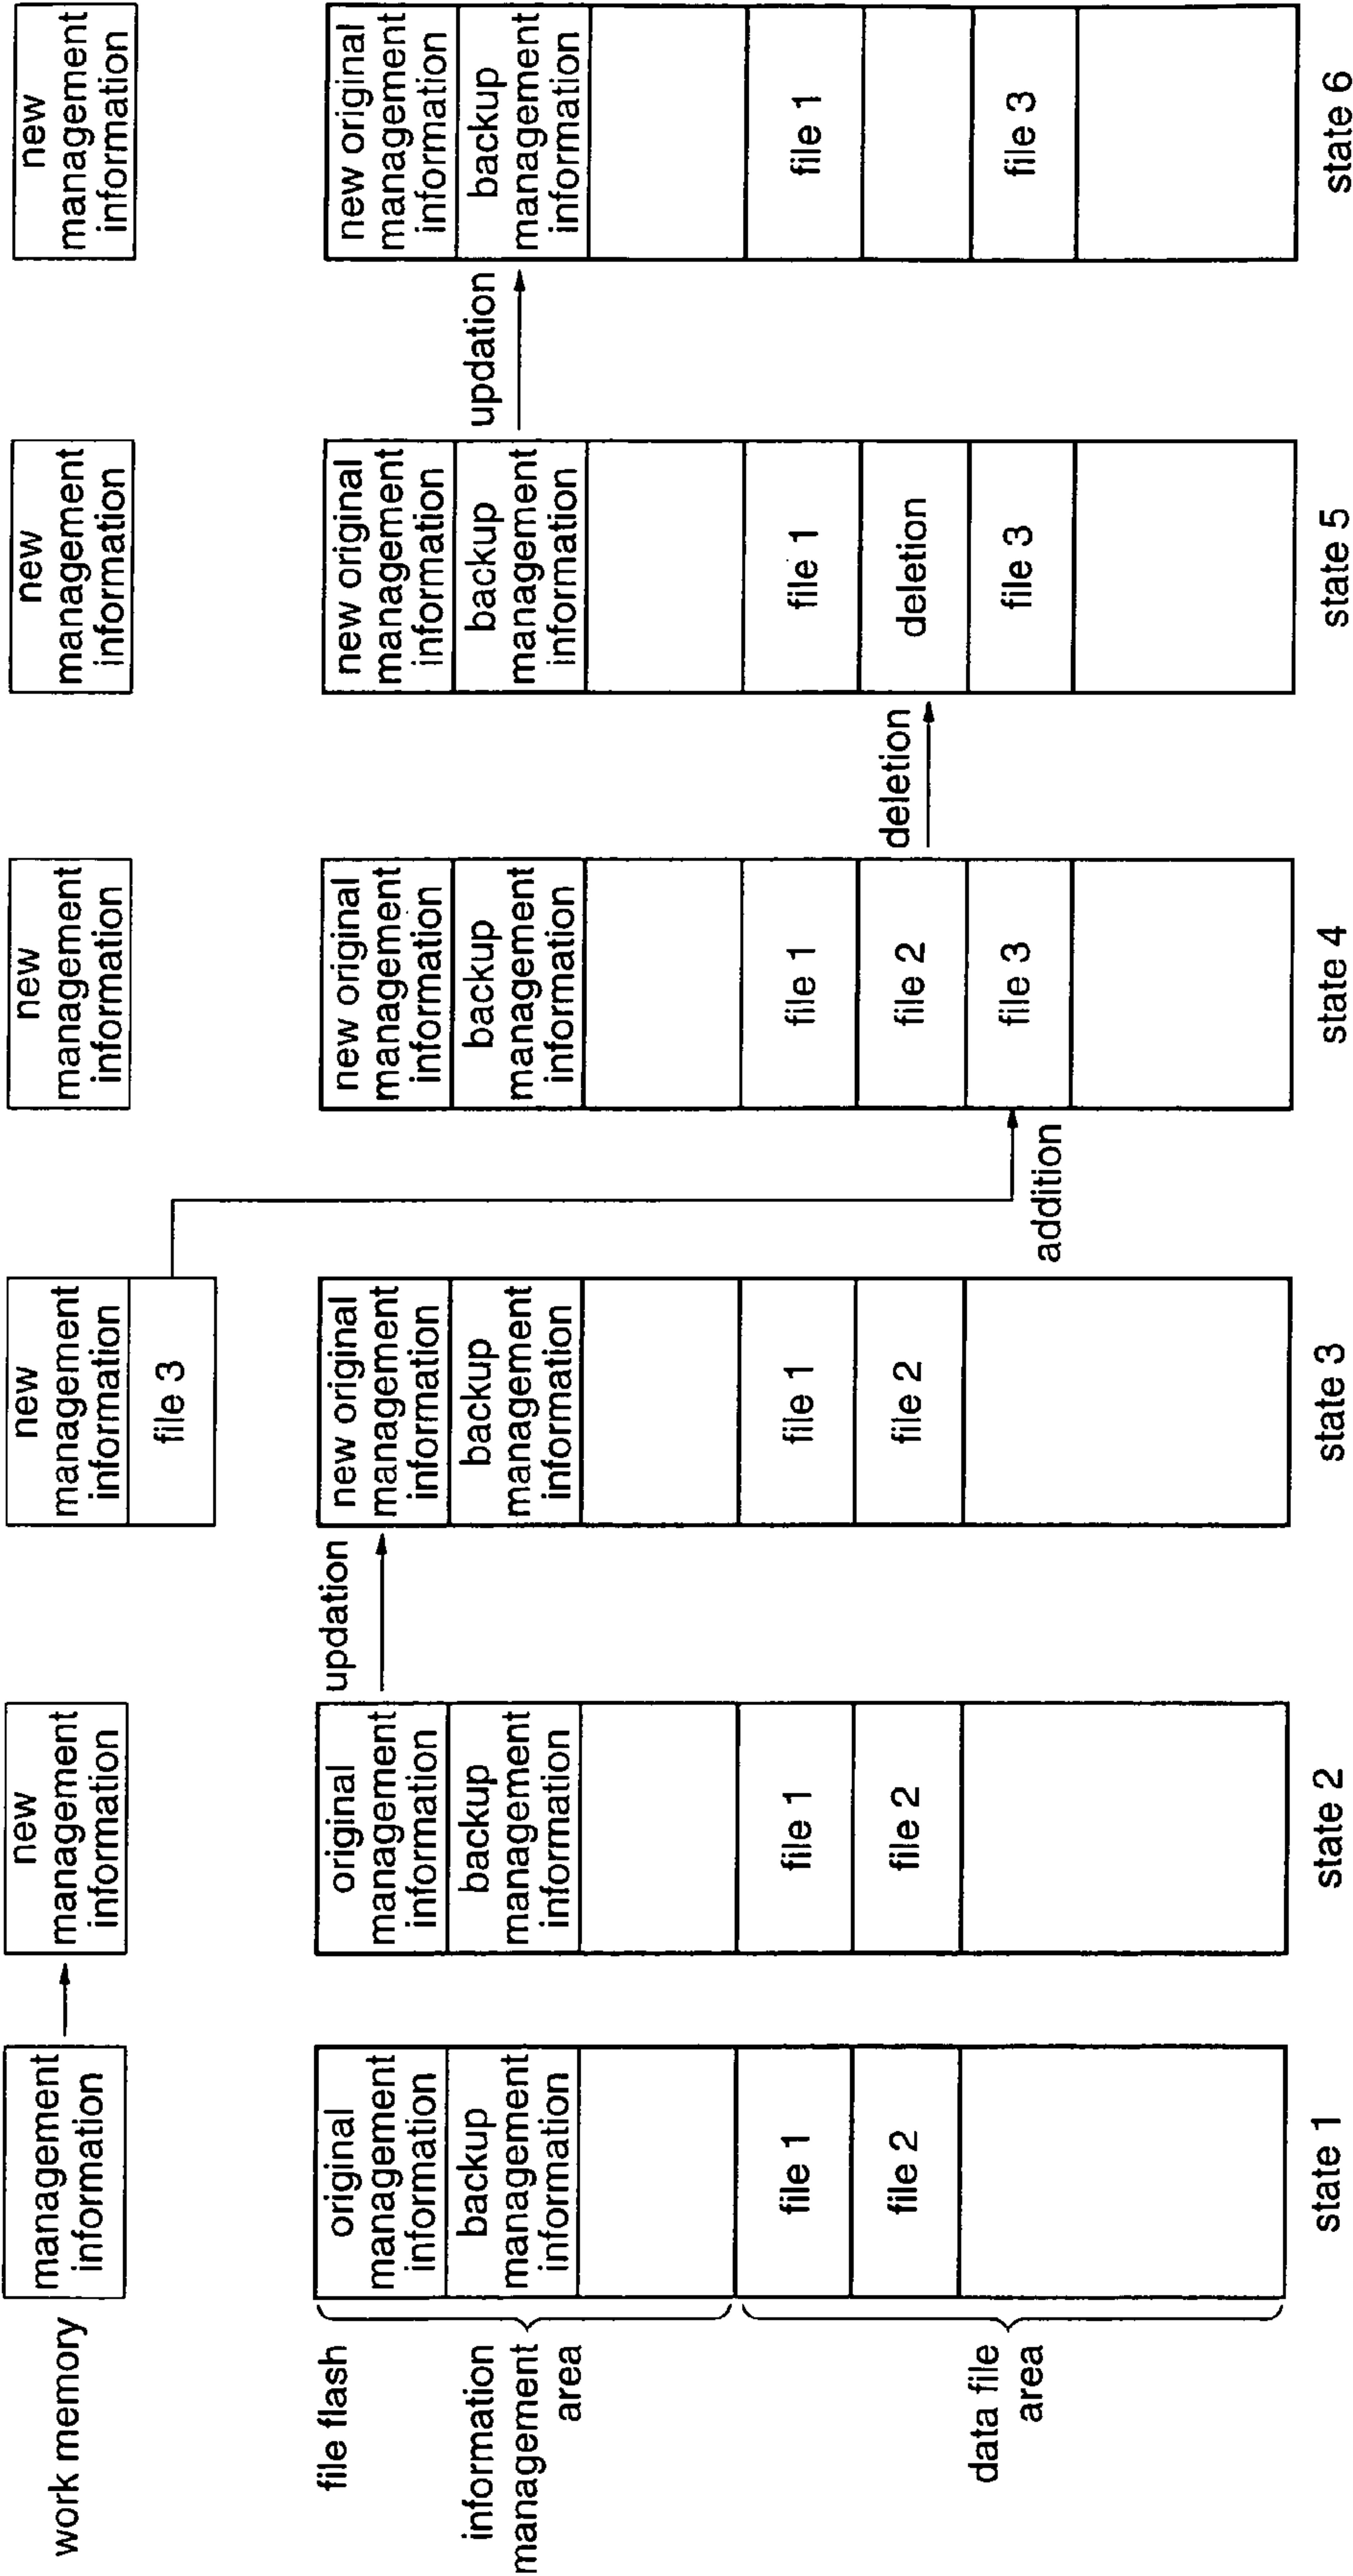 work memory
management
information
new
management
information
new
management
information
file 3
new
management
information
new
management
information
new
management
information
file flash
information
management
area
data file
area
original
management
information
backup
management
information
file 1
file 2
state 1
original
management
information
backup
management
information
file 1
file 2
state 2
updation
new original
management
information
backup
management
information
file 1
file 2
state 3
addition
new original
management
information
backup
management
information
file 1
file 2
file 3
state 4
deletion
new original
management
information
backup
management
information
file 1
deletion
file 3
state 5
updation
new original
management
information
backup
management
information
file 1
file 3
state 6